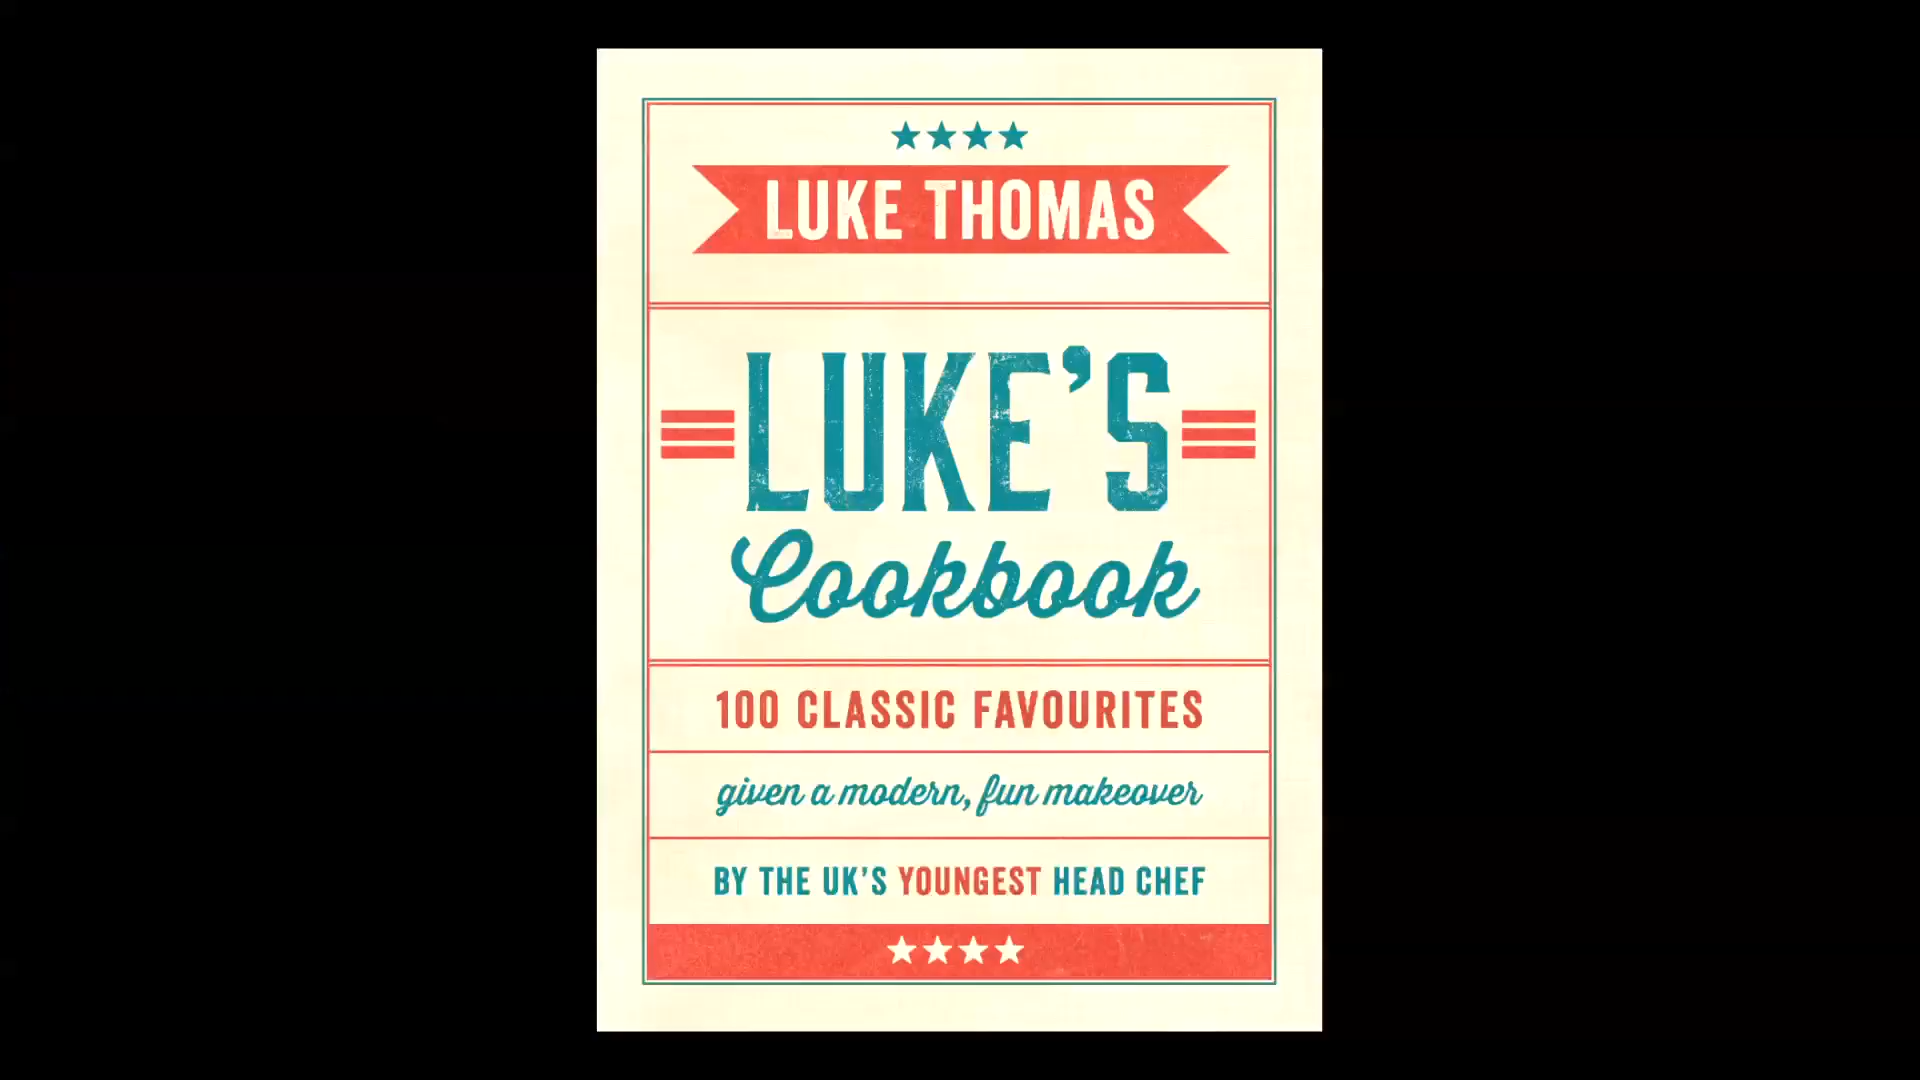 LUKE THOMAS
LUKE'S
Cookbook
100 CLASSIC FAVOURITES
given a modern, fun makeover
BY THE UK'S YOUNGEST HEAD CHEF